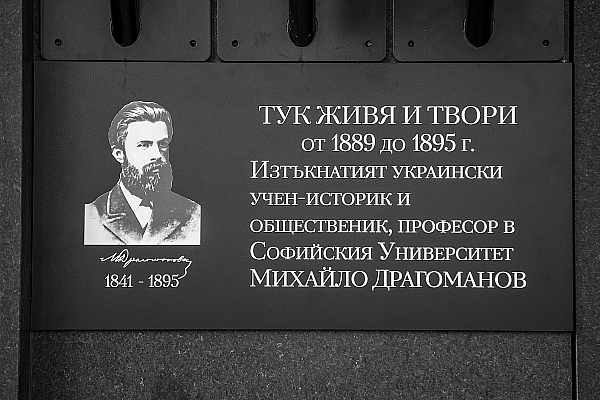 ТУК ЖИВЯ И ТВОРИ
от 1889 до 1895 г.
Изтъкнатият украински
учен-историк и
общественик, професор в
Софийския Университет
МИХАЙЛО ДРАГОМАНОВ
М Драгоманов
1841 - 1895